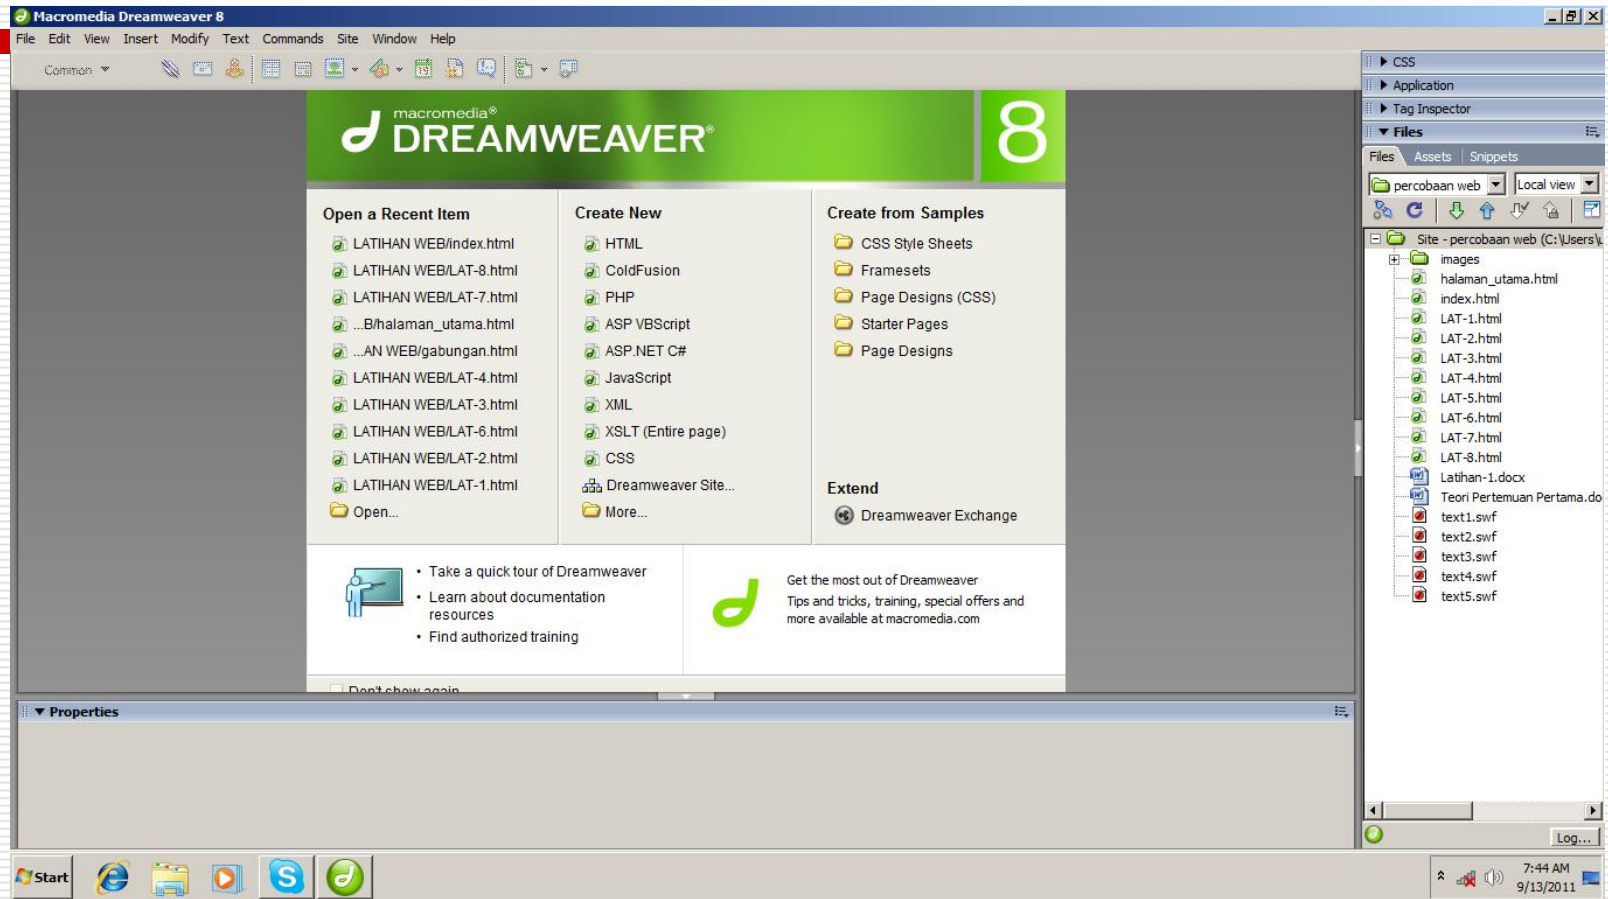 Macromedia Dreamweaver 8
File Edit View Insert Modify Text Commands Site Window Help
Common
macromedia®
DREAMWEAVER®
8
Open a Recent Item
LATIHAN WEB/index.html
LATIHAN WEB/LAT-8.html
LATIHAN WEB/LAT-7.html
...B/halaman_utama.html
...AN WEB/gabungan.html
LATIHAN WEB/LAT-4.html
LATIHAN WEB/LAT-3.html
LATIHAN WEB/LAT-6.html
LATIHAN WEB/LAT-2.html
LATIHAN WEB/LAT-1.html
Open...
Create New
HTML
ColdFusion
PHP
ASP VBScript
ASP.NET C#
JavaScript
XML
XSLT (Entire page)
CSS
Dreamweaver Site...
More...
Create from Samples
CSS Style Sheets
Framesets
Page Designs (CSS)
Starter Pages
Page Designs
Extend
Dreamweaver Exchange
• Take a quick tour of Dreamweaver
• Learn about documentation
resources
• Find authorized training
Get the most out of Dreamweaver
Tips and tricks, training, special offers and
more available at macromedia.com
Don't show again
Properties
CSS
Application
Tag Inspector
Files
Files Assets Snippets
percobaan web Local view
Site - percobaan web (C:\Users\
images
halaman_utama.html
index.html
LAT-1.html
LAT-2.html
LAT-3.html
LAT-4.html
LAT-5.html
LAT-6.html
LAT-7.html
LAT-8.html
Latihan-1.docx
Teori Pertemuan Pertama.do
text1.swf
text2.swf
text3.swf
text4.swf
text5.swf
Log...
Start
7:44 AM
9/13/2011